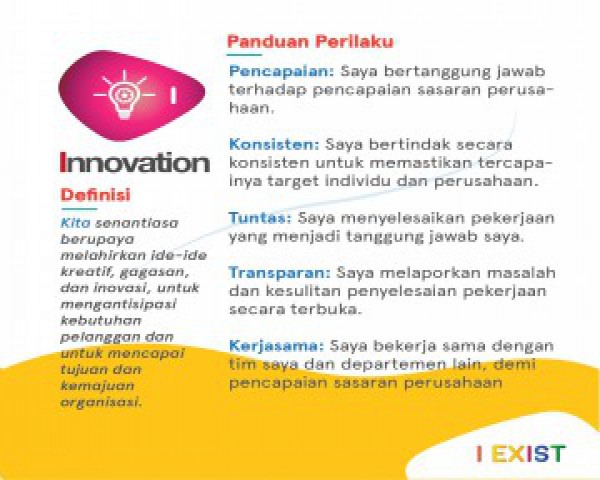 I
Innovation
Definisi
Kita senantiasa
berupaya
melahirkan ide-ide
kreatif, gagasan,
dan inovasi, untuk
mengantisipasi
kebutuhan
pelanggan dan
untuk mencapai
tujuan dan
kemajuan
organisasi.
Panduan Perilaku
Pencapaian: Saya bertanggung jawab
terhadap pencapaian sasaran perusa-
haan.
Konsisten: Saya bertindak secara
konsisten untuk memastikan tercapa-
inya target individu dan perusahaan.
Tuntas: Saya menyelesaikan pekerjaan
yang menjadi tanggung jawab saya.
Transparan: Saya melaporkan masalah
dan kesulitan penyelesaian pekerjaan
secara terbuka.
Kerjasama: Saya bekerja sama dengan
tim saya dan departemen lain, demi
pencapaian sasaran perusahaan
I EXIST